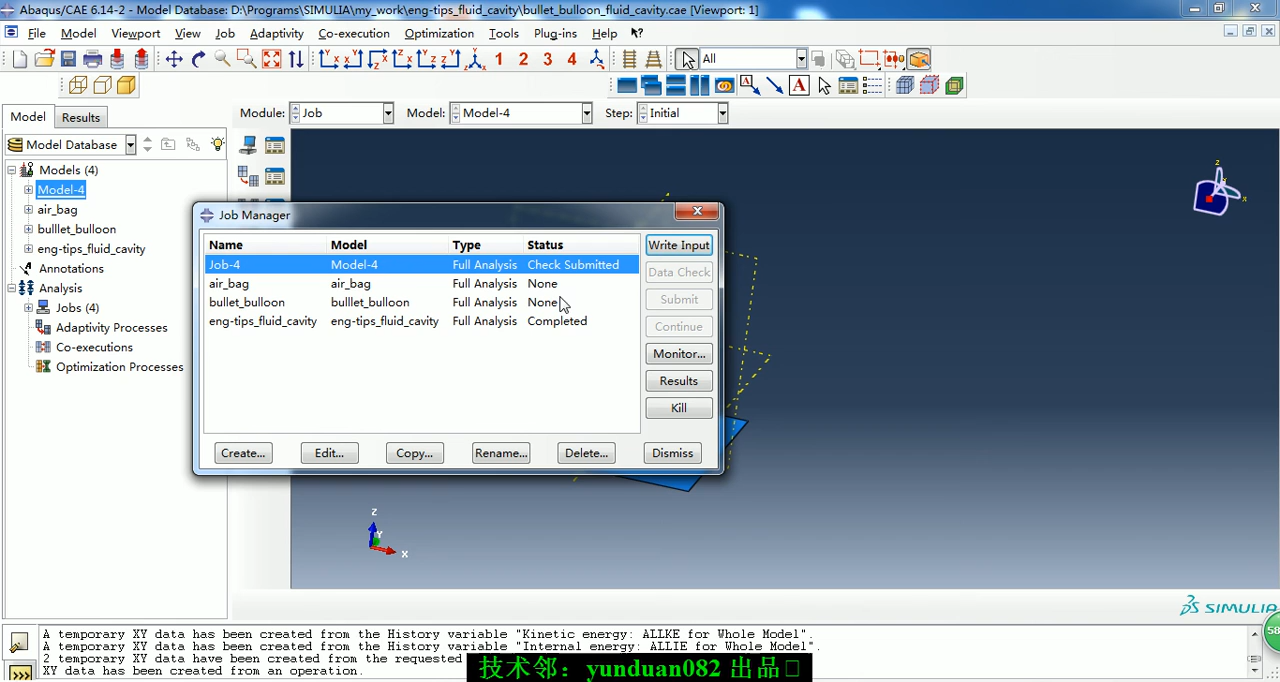 Abaqus/CAE 6.14-2 - Model Database: D:\Programs\SIMULIA\my_work\eng-tips_fluid_cavity\bullet_bulloon_fluid_cavity.cae [Viewport: 1]
File Model Viewport View Job Adaptivity Co-execution Optimization Tools Plug-ins Help
1 2 3 4 All
A A
Model Results
Module: Job Model: Model-4 Step: Initial
Model Database
Models (4)
Model-4
air_bag
bulllet_bulloon
eng-tips_fluid_cavity
Annotations
Analysis
Jobs (4)
Adaptivity Processes
Co-executions
Optimization Processes
Job Manager
Name Model Type Status
Job-4 Model-4 Full Analysis Check Submitted
air_bag air_bag Full Analysis None
bullet_bulloon bulllet_bulloon Full Analysis None
eng-tips_fluid_cavity eng-tips_fluid_cavity Full Analysis Completed
Write Input
Data Check
Submit
Continue
Monitor...
Results
Kill
Create... Edit... Copy... Rename... Delete... Dismiss
Z
Y
X
Z
X
SIMULIA
58
A temporary XY data has been created from the History variable "Kinetic energy: ALLKE for Whole Model".
A temporary XY data has been created from the History variable "Internal energy: ALLIE for Whole Model".
2 temporary XY data have been created from the requested
XY data has been created from an operation.
技术邻：yunduan082 出品